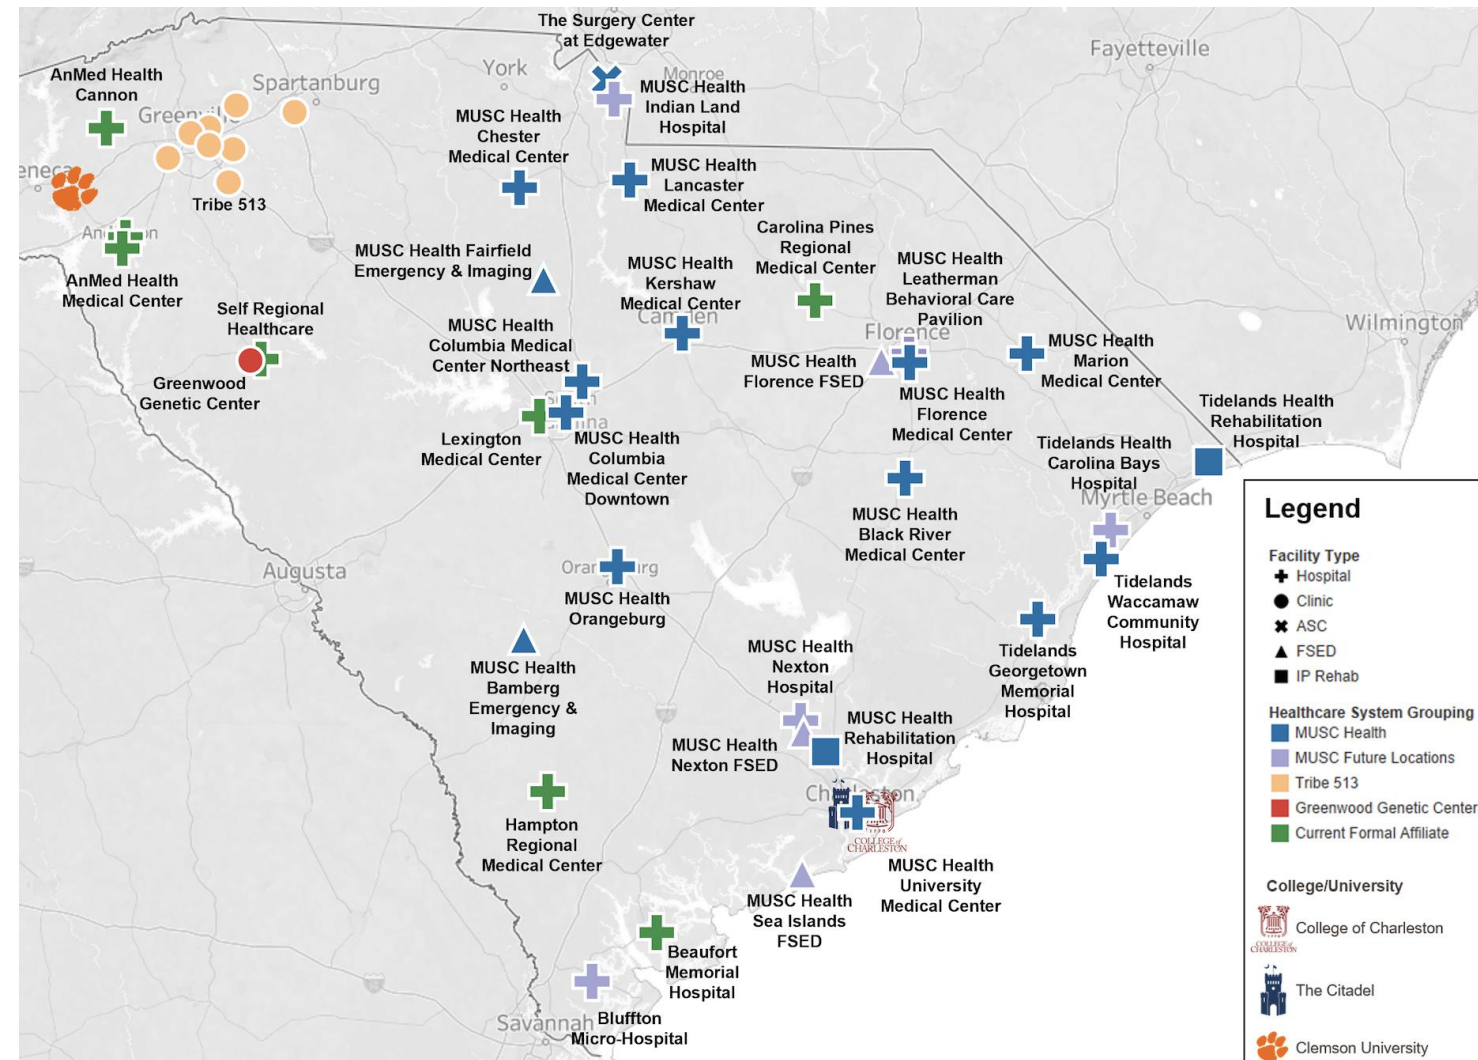 The Surgery Center
at Edgewater
Fayetteville
AnMed Health
Cannon
Spartanburg
York
Monroe
MUSC Health
Indian Land
Hospital
MUSC Health
Chester
Medical Center
MUSC Health
Lancaster
Medical Center
Tribe 513
Carolina Pines
Regional
Medical Center
MUSC Health Fairfield
Emergency & Imaging
MUSC Health
Kershaw
Medical Center
Camden
MUSC Health
Leatherman
Behavioral Care
Pavilion
AnMed Health
Medical Center
Self Regional
Healthcare
Greenwood
Genetic Center
MUSC Health
Columbia Medical
Center Northeast
Florence
MUSC Health
Florence FSED
MUSC Health
Marion
Medical Center
Wilmington
MUSC Health
Florence
Medical Center
Lexington
Medical Center
MUSC Health
Columbia
Medical Center
Downtown
Tidelands Health
Rehabilitation
Hospital
Tidelands Health
Carolina Bays
Hospital
Myrtle Beach
MUSC Health
Black River
Medical Center
Augusta
MUSC Health
Orangeburg
Tidelands
Waccamaw
Community
Hospital
MUSC Health
Bamberg
Emergency &
Imaging
MUSC Health
Nexton
Hospital
Tidelands
Georgetown
Memorial
Hospital
MUSC Health
Nexton FSED
MUSC Health
Rehabilitation
Hospital
Hampton
Regional
Medical Center
COLLEGE of
CHARLESTON
MUSC Health
University
Medical Center
MUSC Health
Sea Islands
FSED
Beaufort
Memorial
Hospital
Savannah
Bluffton
Micro-Hospital
Legend
Facility Type
Hospital
Clinic
ASC
FSED
IP Rehab
Healthcare System Grouping
MUSC Health
MUSC Future Locations
Tribe 513
Greenwood Genetic Center
Current Formal Affiliate
College/University
COLLEGE of
CHARLESTON
College of Charleston
The Citadel
Clemson University